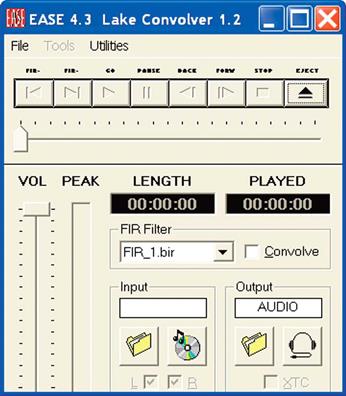 EASE EASE 4.3 Lake Convolver 1.2
File Tools Utilities
FIR- FIR- GO PAUSE BACK FORW STOP EJECT
VOL PEAK LENGTH PLAYED
00:00:00 00:00:00
FIR Filter
FIR_1.bir Convolve
Input Output
AUDIO
L R XTC